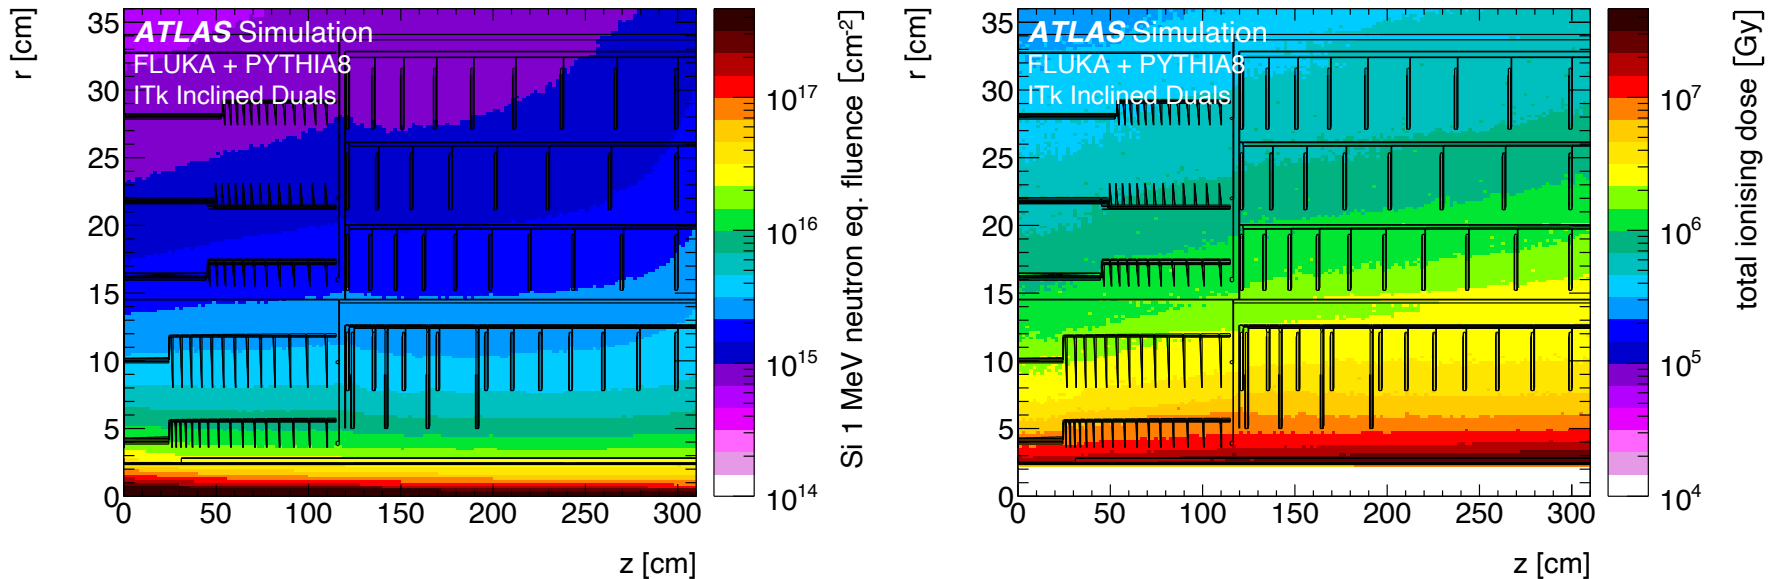 ATLAS Simulation
FLUKA + PYTHIA8
ITk Inclined Duals
r [cm]
35
30
25
20
15
10
5
0
0 50 100 150 200 250 300
z [cm]
10^17
10^16
10^15
10^14
Si 1 MeV neutron eq. fluence [cm^-2]
ATLAS Simulation
FLUKA + PYTHIA8
ITk Inclined Duals
r [cm]
35
30
25
20
15
10
5
0
0 50 100 150 200 250 300
z [cm]
10^7
10^6
10^5
10^4
total ionising dose [Gy]